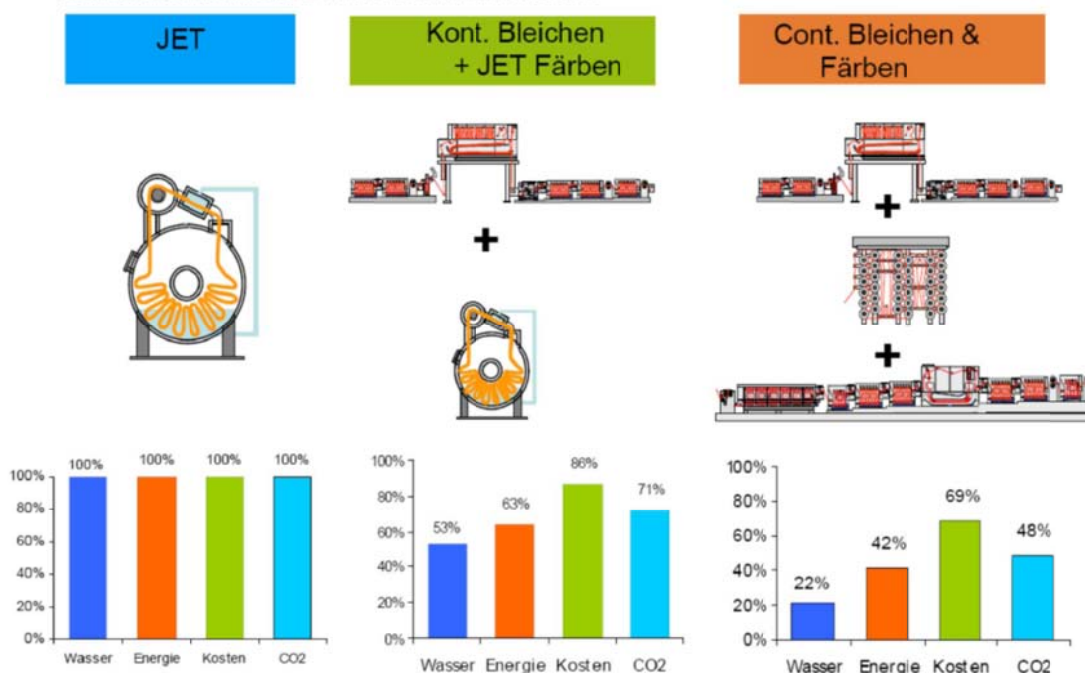 JET
Kont. Bleichen
+ JET Färben
Cont. Bleichen &
Färben
+
+
+
100%
80%
60%
40%
20%
0%
100%
100%
100%
100%
Wasser
Energie
Kosten
CO2
100%
80%
60%
40%
20%
0%
53%
63%
86%
71%
Wasser
Energie
Kosten
CO2
100%
80%
60%
40%
20%
0%
22%
42%
69%
48%
Wasser
Energie
Kosten
CO2